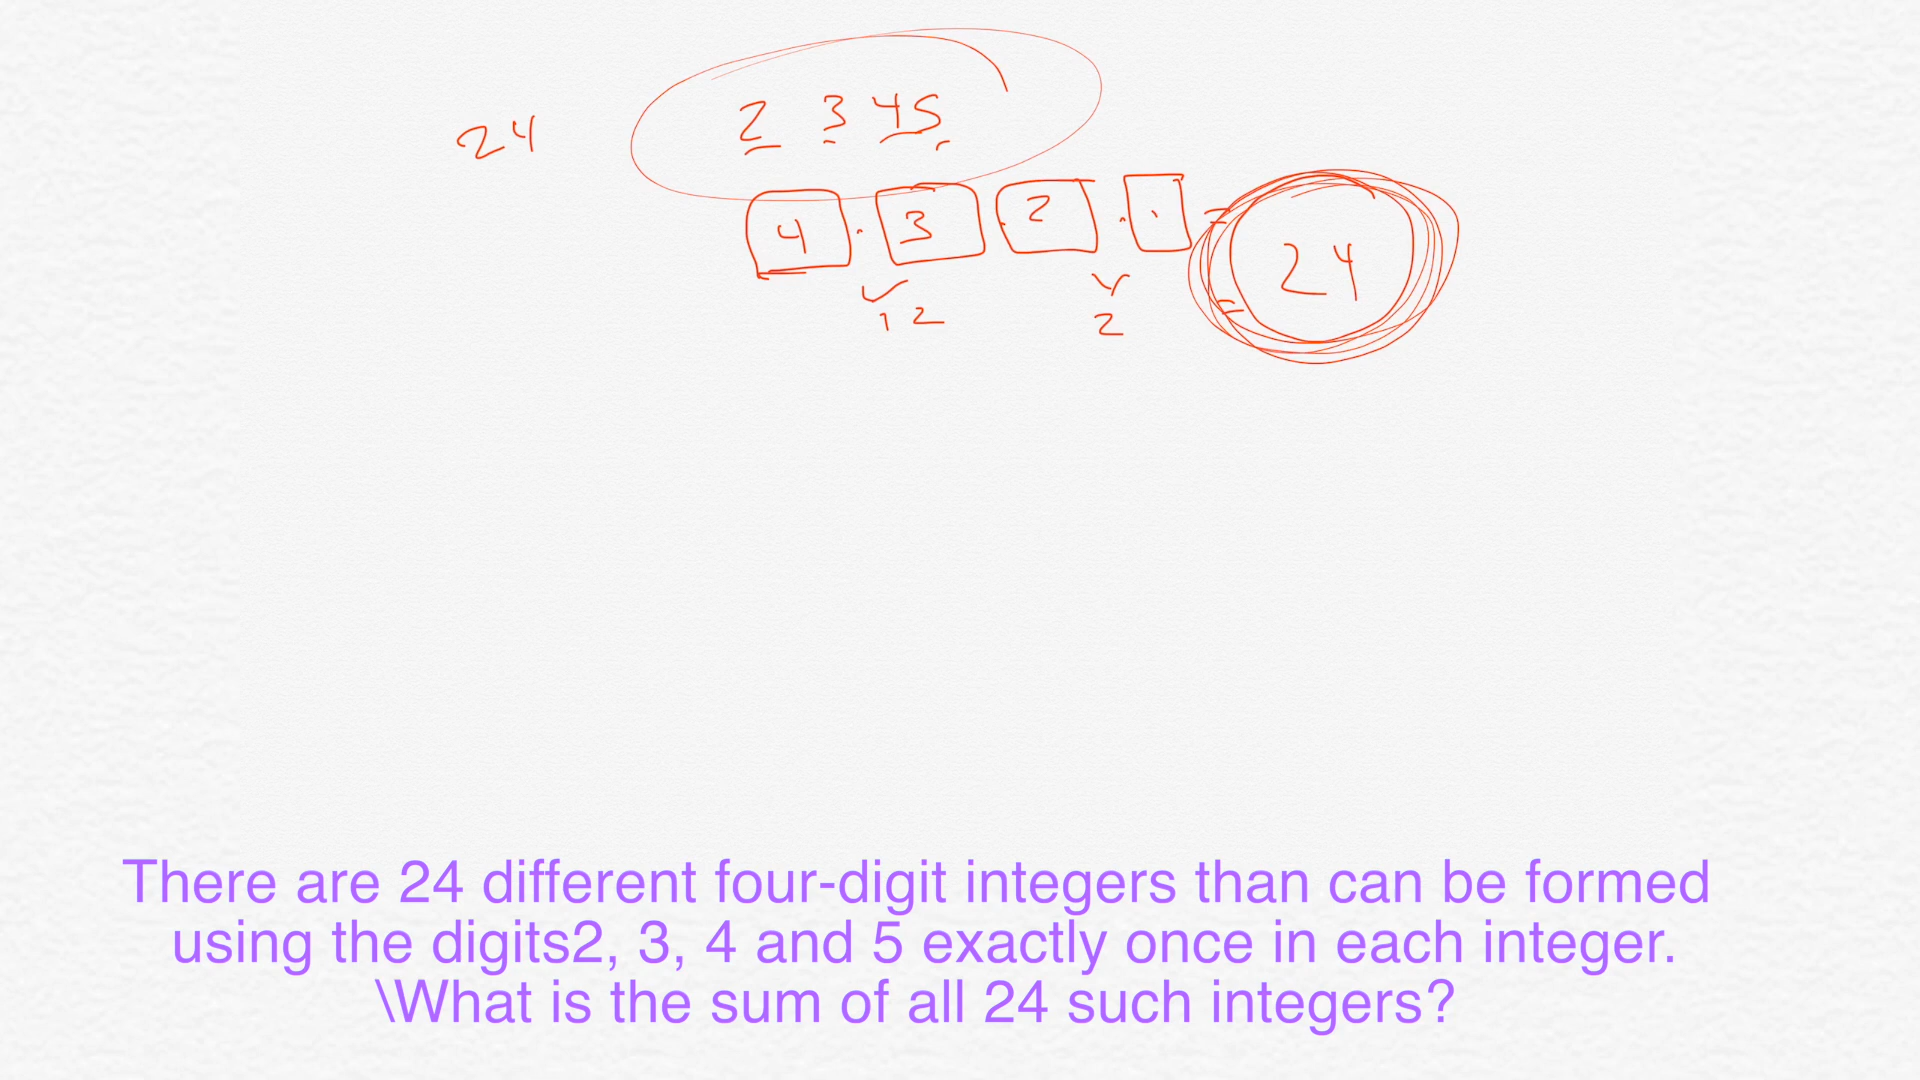 24
2 3 4 5
4 · 3 · 2 · 1 =
12
2
= 24
There are 24 different four-digit integers than can be formed
using the digits2, 3, 4 and 5 exactly once in each integer.
\What is the sum of all 24 such integers?